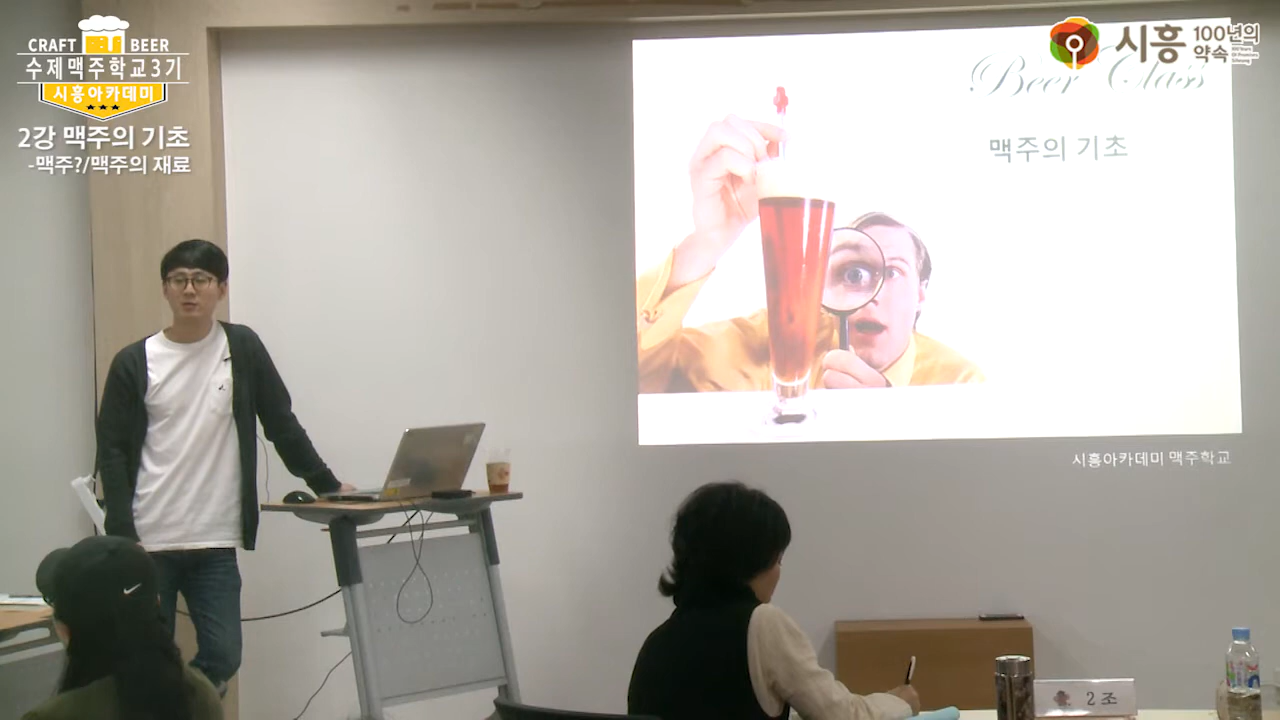 CRAFT BEER
수제맥주학교3기
시흥아카데미
2강 맥주의 기초
-맥주?/맥주의 재료
시흥 100년의
약속
Beer Class
맥주의 기초
시흥아카데미 맥주학교
2조